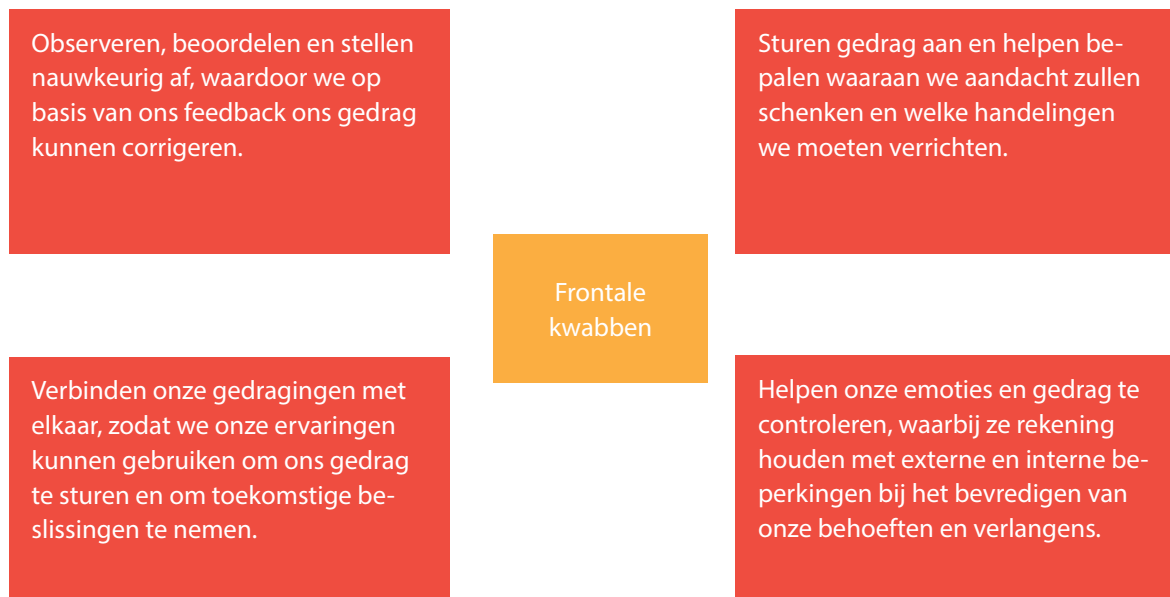 Observeren, beoordelen en stellen
nauwkeurig af, waardoor we op
basis van ons feedback ons gedrag
kunnen corrigeren.
Sturen gedrag aan en helpen be-
palen waaraan we aandacht zullen
schenken en welke handelingen
we moeten verrichten.
Frontale
kwabben
Verbinden onze gedragingen met
elkaar, zodat we onze ervaringen
kunnen gebruiken om ons gedrag
te sturen en om toekomstige be-
slissingen te nemen.
Helpen onze emoties en gedrag te
controleren, waarbij ze rekening
houden met externe en interne be-
perkingen bij het bevredigen van
onze behoeften en verlangens.